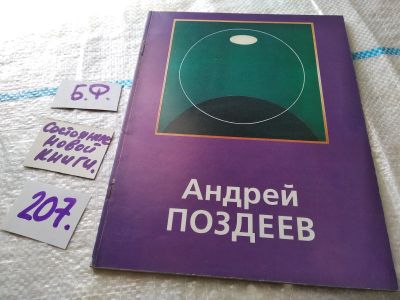 Б.Ф.
Состояние
новой
книги.
207.
Андрей
ПОЗДЕЕВ